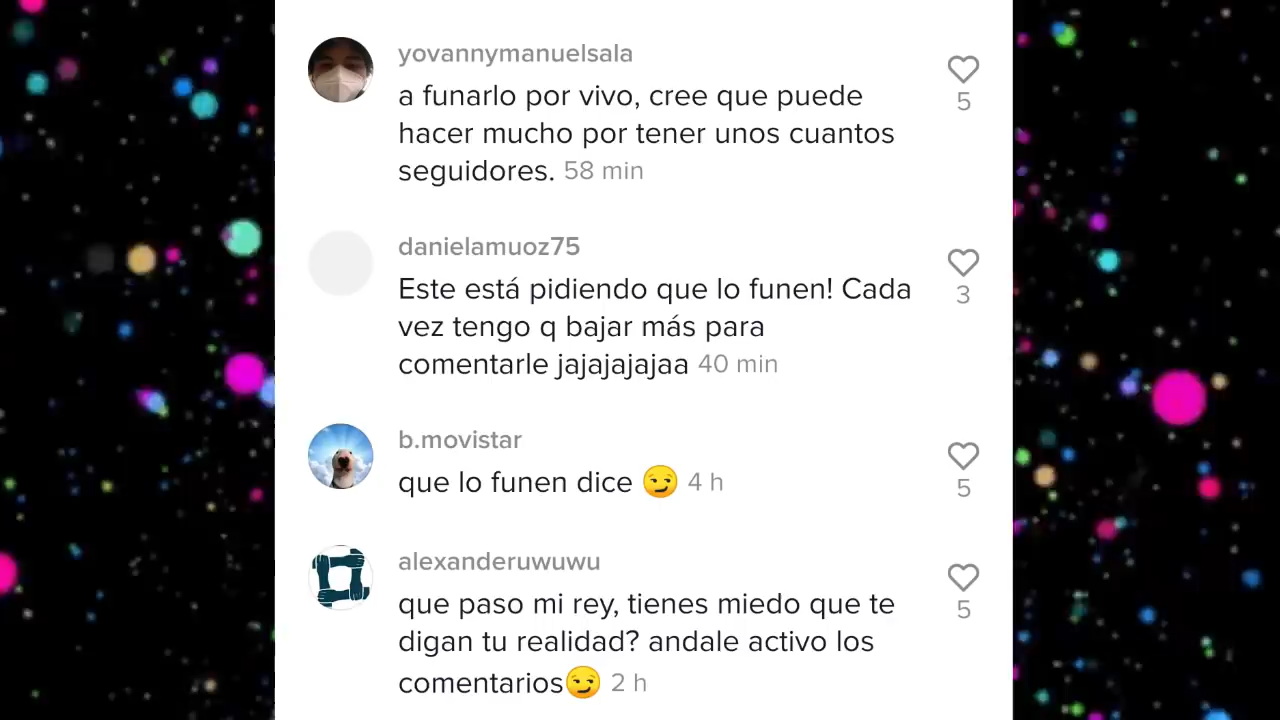 yovannymanuelsala
a funarlo por vivo, cree que puede
5
hacer mucho por tener unos cuantos
seguidores. 58 min
danielamuoz75
Este está pidiendo que lo funen! Cada
3
vez tengo q bajar más para
comentarle jajajajajaa 40 min
b.movistar
que lo funen dice 😏 4 h
5
alexanderuwuwu
que paso mi rey, tienes miedo que te
5
digan tu realidad? andale activo los
comentarios😏 2 h